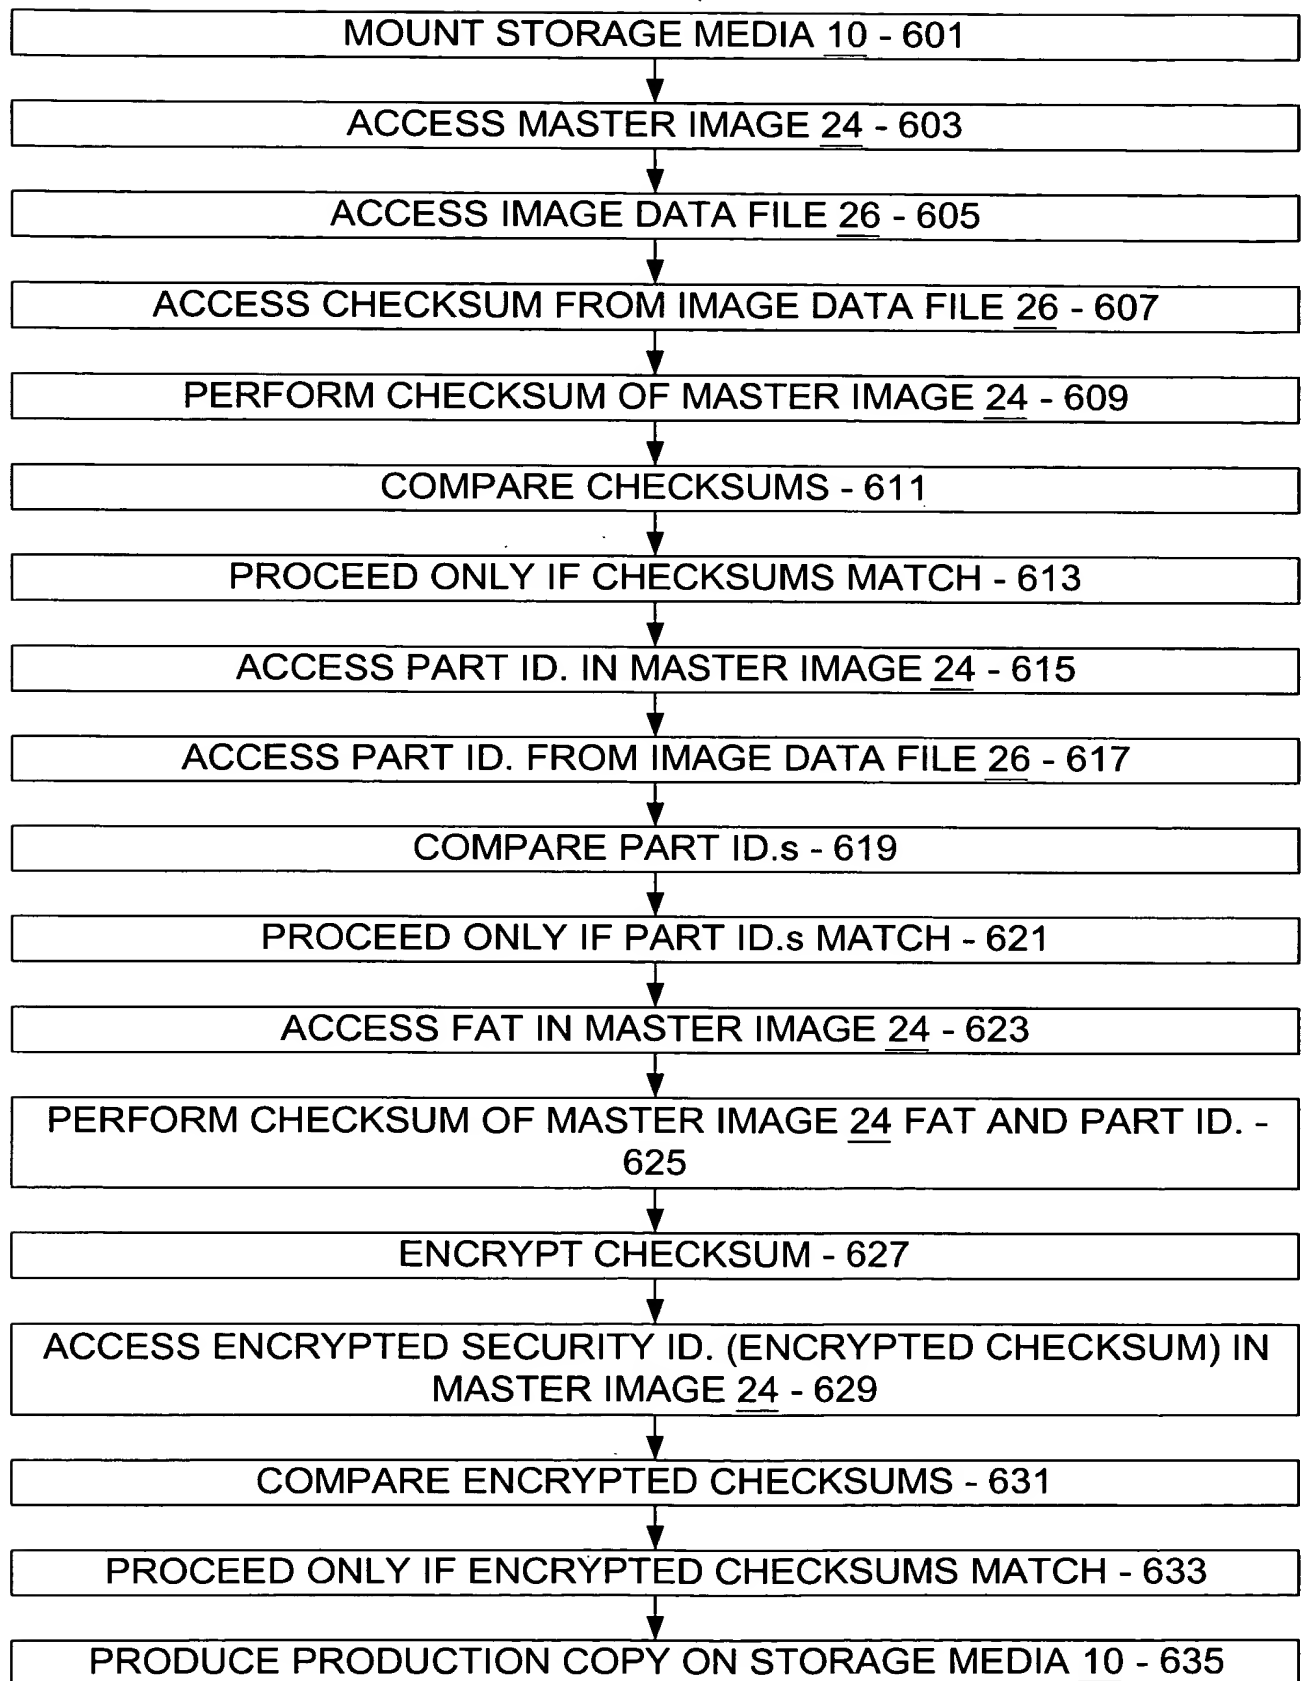 MOUNT STORAGE MEDIA 10 - 601
ACCESS MASTER IMAGE 24 - 603
ACCESS IMAGE DATA FILE 26 - 605
ACCESS CHECKSUM FROM IMAGE DATA FILE 26 - 607
PERFORM CHECKSUM OF MASTER IMAGE 24 - 609
COMPARE CHECKSUMS - 611
PROCEED ONLY IF CHECKSUMS MATCH - 613
ACCESS PART ID. IN MASTER IMAGE 24 - 615
ACCESS PART ID. FROM IMAGE DATA FILE 26 - 617
COMPARE PART ID.s - 619
PROCEED ONLY IF PART ID.s MATCH - 621
ACCESS FAT IN MASTER IMAGE 24 - 623
PERFORM CHECKSUM OF MASTER IMAGE 24 FAT AND PART ID. -
625
ENCRYPT CHECKSUM - 627
ACCESS ENCRYPTED SECURITY ID. (ENCRYPTED CHECKSUM) IN
MASTER IMAGE 24 - 629
COMPARE ENCRYPTED CHECKSUMS - 631
PROCEED ONLY IF ENCRYPTED CHECKSUMS MATCH - 633
PRODUCE PRODUCTION COPY ON STORAGE MEDIA 10 - 635